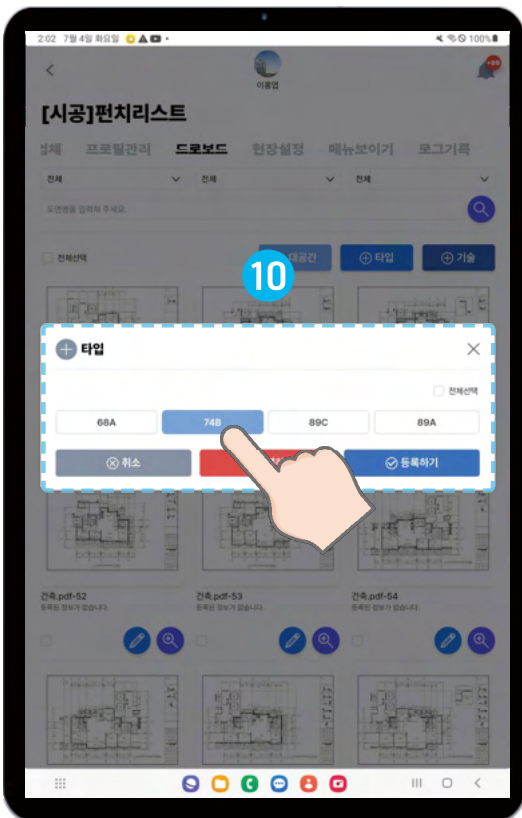 2:02 7월 4일 화요일
100%
이홍엽
+99
[시공]펀치리스트
업체 프로필관리 드로보드 현장설정 메뉴보이기 로그기록
전체 전체 전체
도면명을 입력해 주세요.
전체선택 대공간 타입 기술
10
타입
전체선택
68A 74B 89C 89A
취소 등록하기
건축.pdf-52 건축.pdf-53 건축.pdf-54
등록된 정보가 없습니다. 등록된 정보가 없습니다. 등록된 정보가 없습니다.